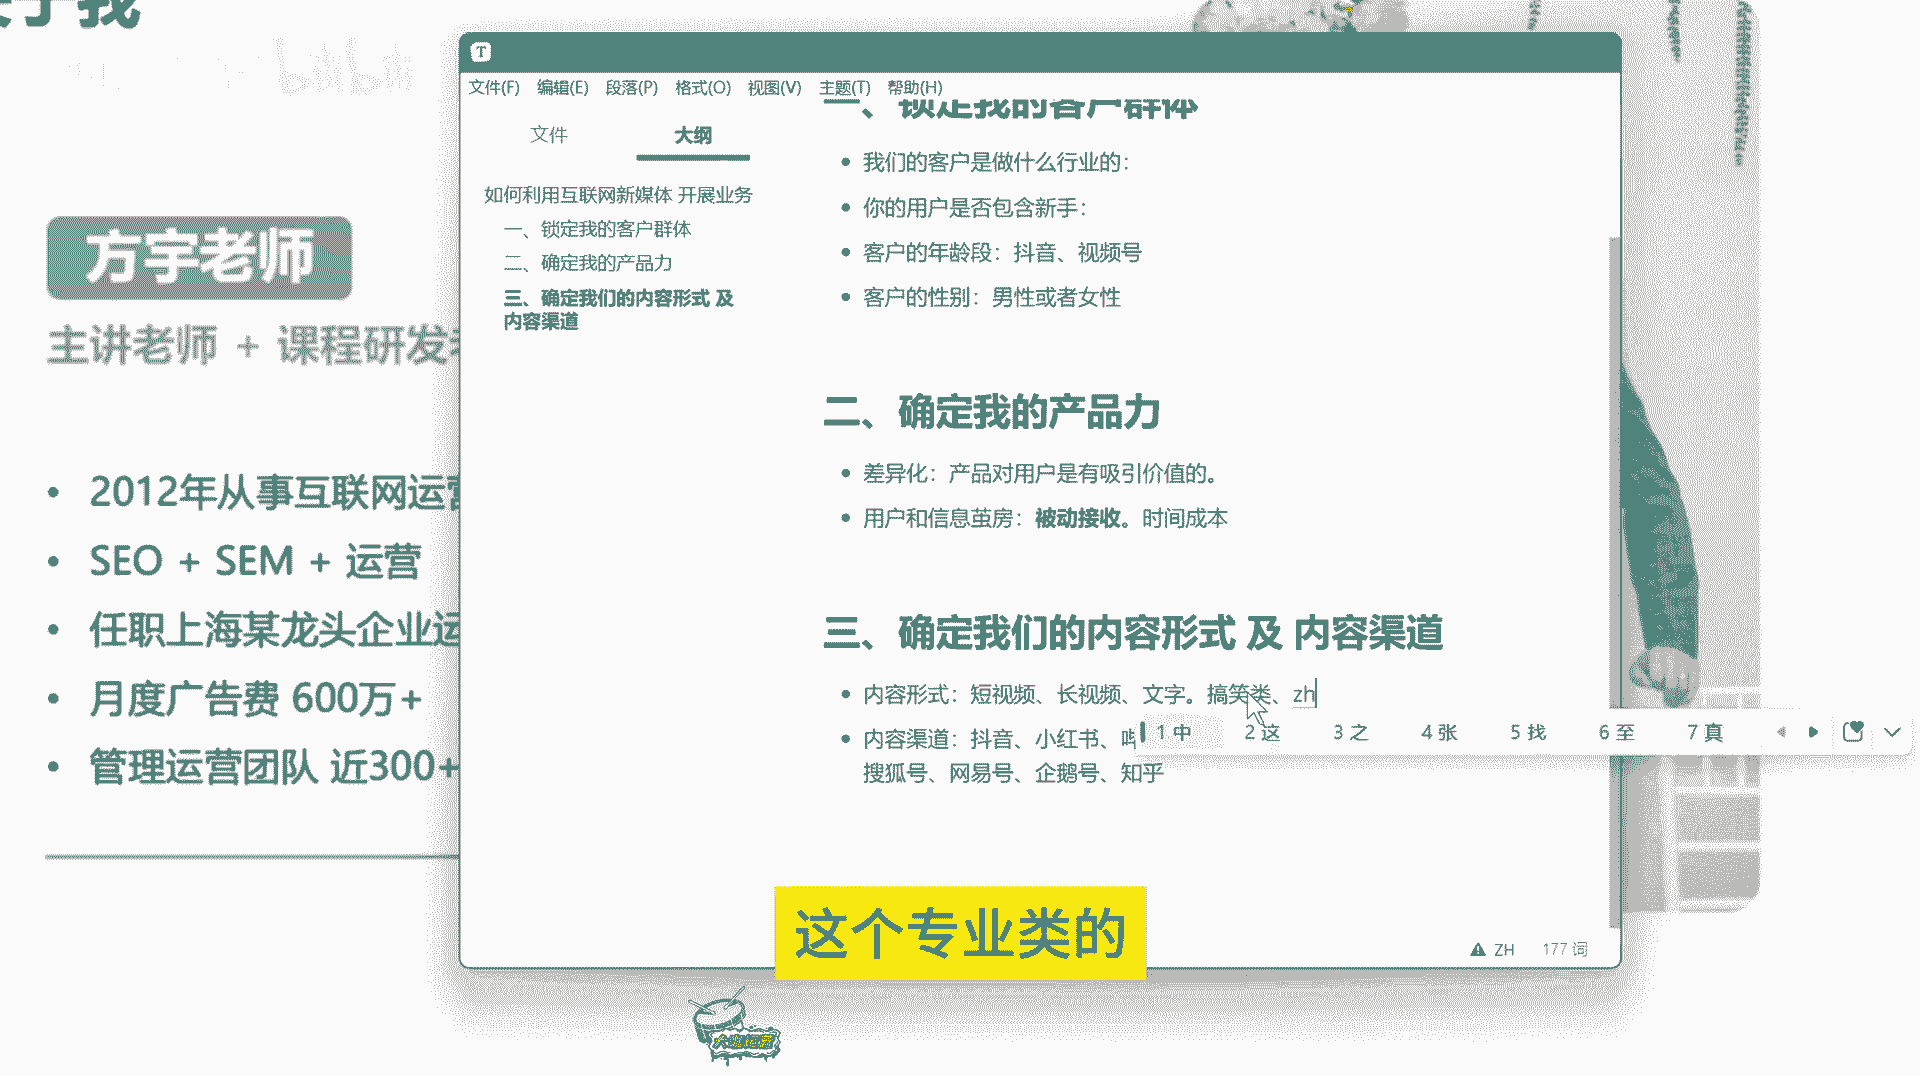 bilibili
方宇老师
主讲老师 + 课程研发
2012年从事互联网运营
SEO + SEM + 运营
任职上海某龙头企业运
月度广告费 600万+
管理运营团队 近300+
T
文件(F) 编辑(E) 段落(P) 格式(O) 视图(V) 主题(T) 帮助(H)
文件 大纲
如何利用互联网新媒体 开展业务
一、锁定我的客户群体
二、确定我的产品力
三、确定我们的内容形式 及
内容渠道
一、锁定我的客户群体
我们的客户是做什么行业的：
你的用户是否包含新手：
客户的年龄段：抖音、视频号
客户的性别：男性或者女性
二、确定我的产品力
差异化：产品对用户是有吸引价值的。
用户和信息茧房：被动接收。时间成本
三、确定我们的内容形式 及 内容渠道
内容形式：短视频、长视频、文字。搞笑类、zh
1 中 2 这 3 之 4 张 5 找 6 至 7 真
内容渠道：抖音、小红书、
搜狐号、网易号、企鹅号、知乎
这个专业类的
ZH 177 词